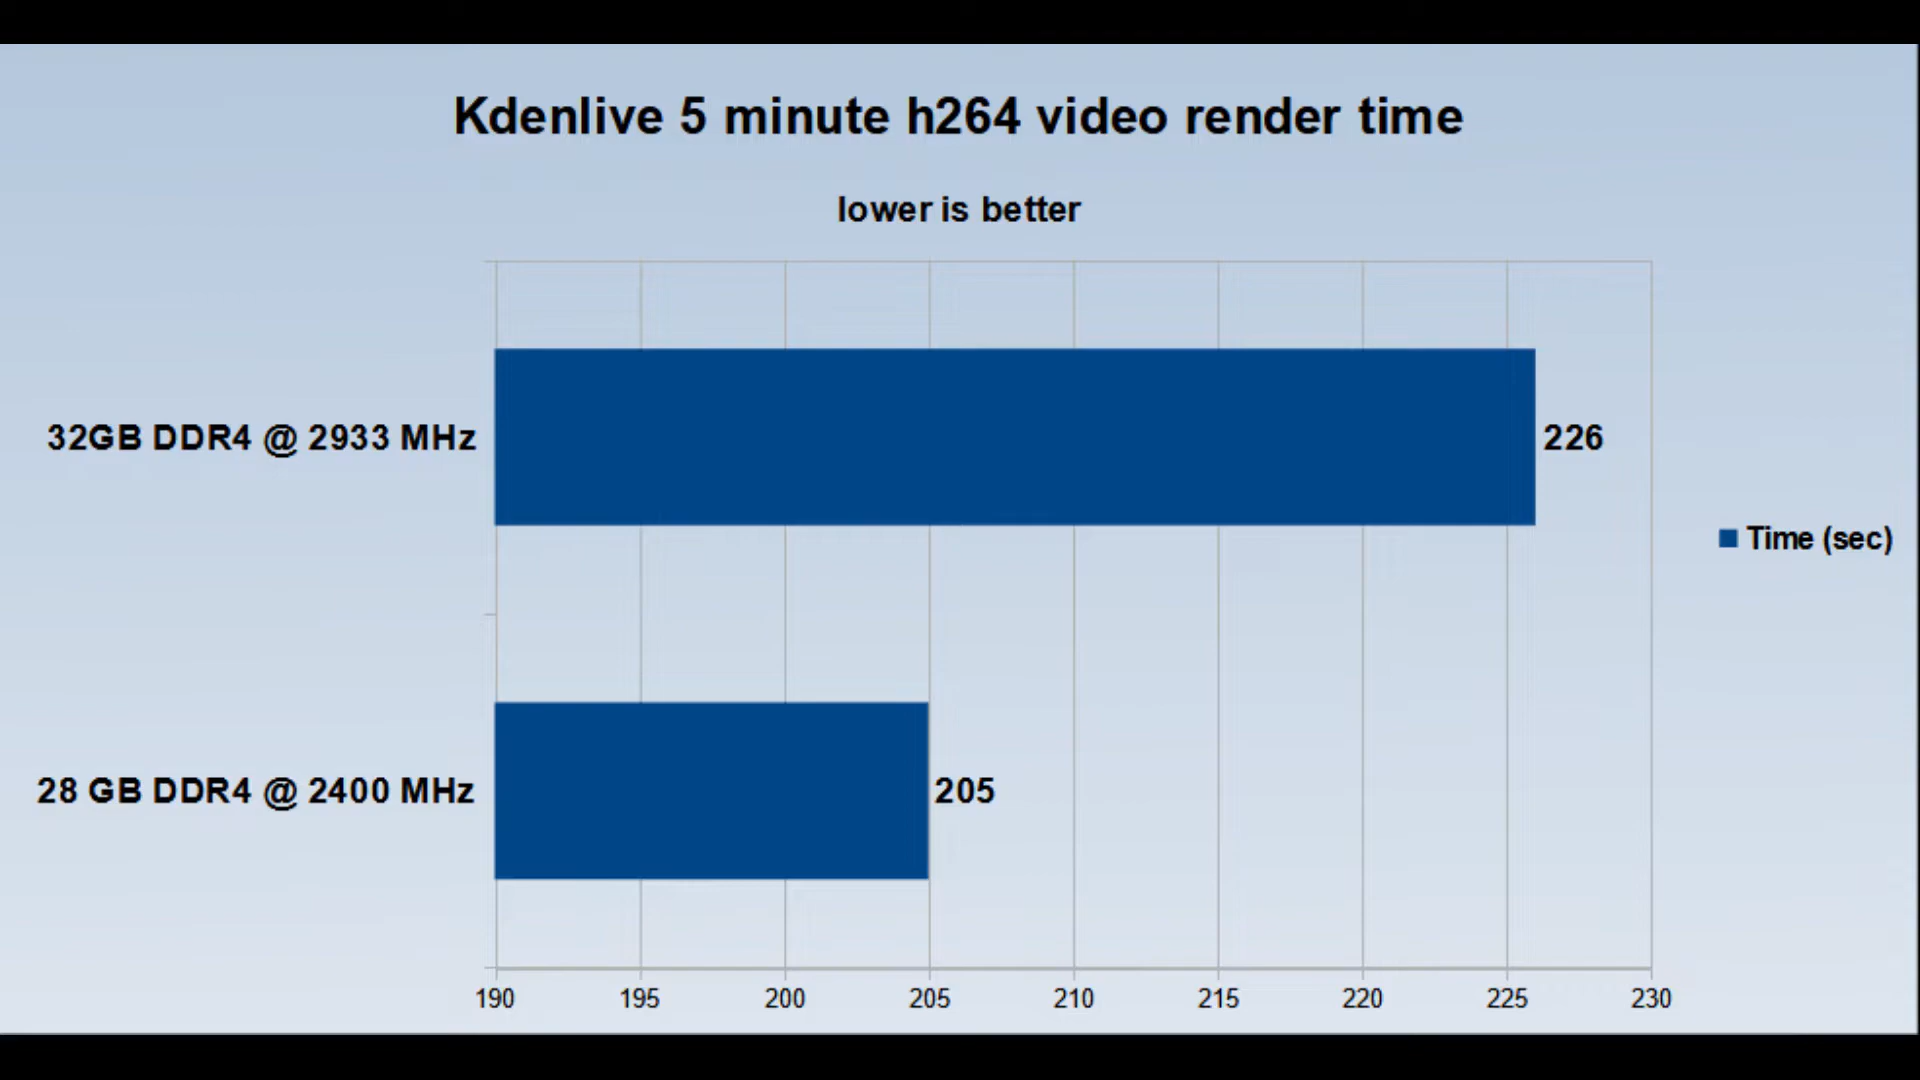 Kdenlive 5 minute h264 video render time
lower is better
32GB DDR4 @ 2933 MHz
226
Time (sec)
28 GB DDR4 @ 2400 MHz
205
190 195 200 205 210 215 220 225 230